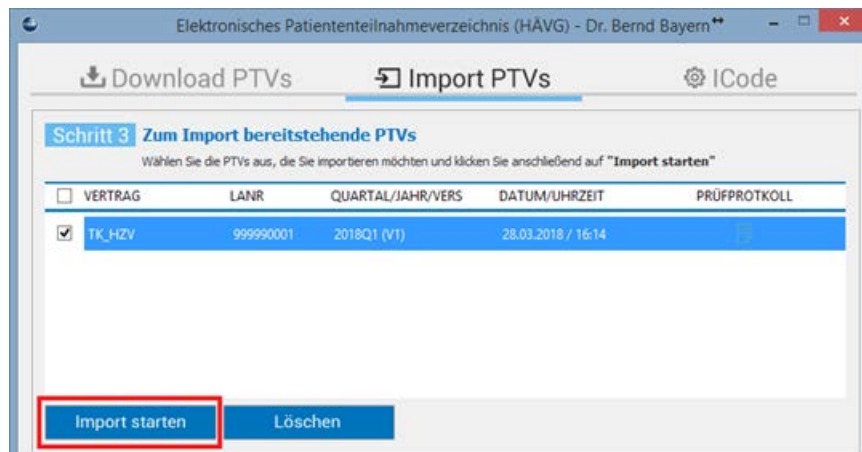 Elektronisches Patiententeilnahmeverzeichnis (HÄVG) - Dr. Bernd Bayern
Download PTVs Import PTVs ICode
Schritt 3 Zum Import bereitstehende PTVs
Wählen Sie die PTVs aus, die Sie importieren möchten und klicken Sie anschließend auf "Import starten"
VERTRAG LANR QUARTAL/JAHR/VERS DATUM/UHRZEIT PRÜFPROTKOLL
TK_HZV 999990001 2018Q1 (V1) 28.03.2018 / 16:14
Import starten Löschen